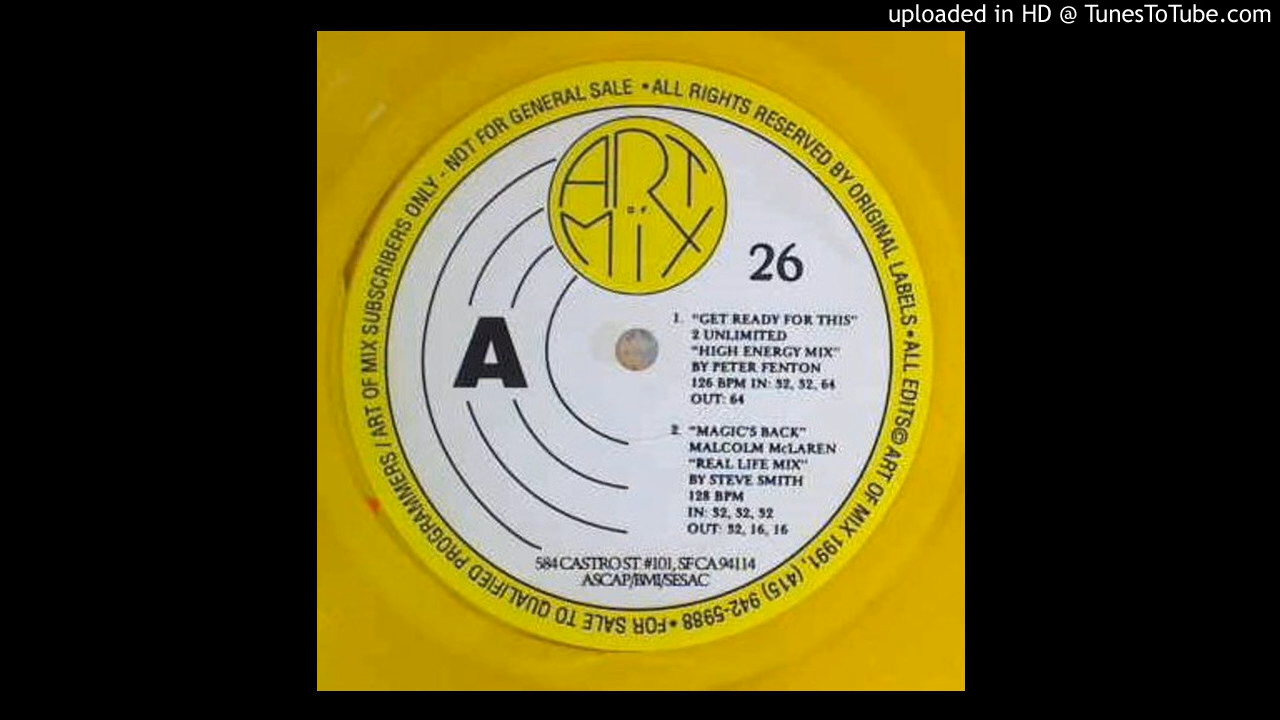 uploaded in HD @ TunesToTube.com
FOR SALE TO QUALIFIED PROGRAMMERS / ART OF MIX SUBSCRIBERS ONLY - NOT FOR GENERAL SALE • ALL RIGHTS RESERVED BY ORIGINAL LABELS • ALL EDITS© ART OF MIX 1991, (415) 942-5988 •
ART
OF
MiX
26
A
1. "GET READY FOR THIS"
2 UNLIMITED
"HIGH ENERGY MIX"
BY PETER FENTON
126 BPM IN: 32, 32, 64
OUT: 64
2. "MAGIC'S BACK"
MALCOLM McLAREN
"REAL LIFE MIX"
BY STEVE SMITH
128 BPM
IN: 32, 32, 32
OUT: 32, 16, 16
584 CASTRO ST. #101, SF CA 94114
ASCAP/BMI/SESAC